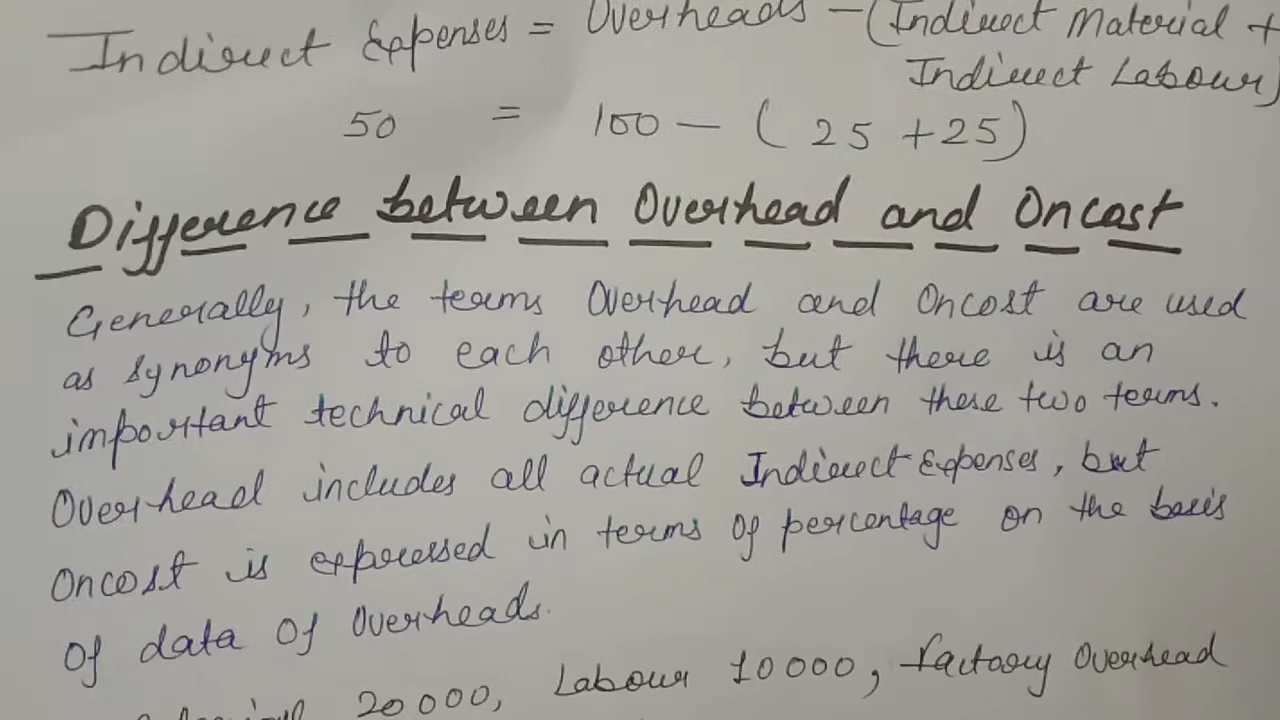 Indirect Expenses = Overheads - (Indirect Material +
Indirect Labour)
50 = 100 - (25 +25)
Difference between Overhead and Oncost
Generally, the terms Overhead and Oncost are used
as synonyms to each other, but there is an
important technical difference between these two terms.
Overhead includes all actual Indirect Expenses, but
Oncost is expressed in terms of percentage on the basis
Of data Of Overheads.
20000, Labour 10000, factory Overhead